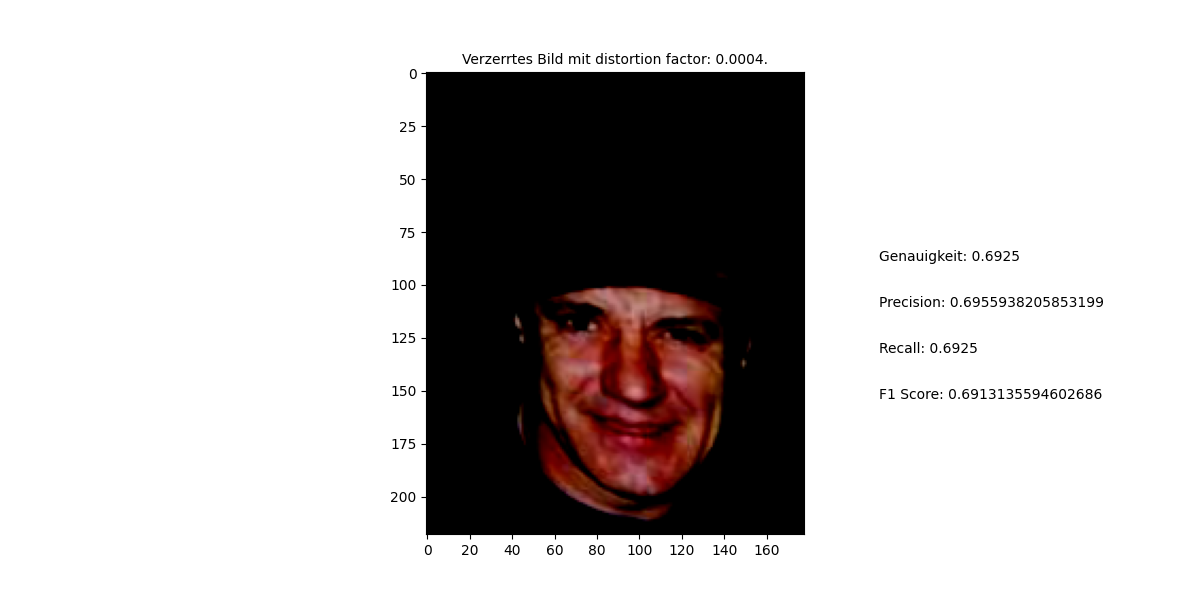 Verzerrtes Bild mit distortion factor: 0.0004.
0
25
50
75
100
125
150
175
200
0 20 40 60 80 100 120 140 160
Genauigkeit: 0.6925
Precision: 0.6955938205853199
Recall: 0.6925
F1 Score: 0.6913135594602686